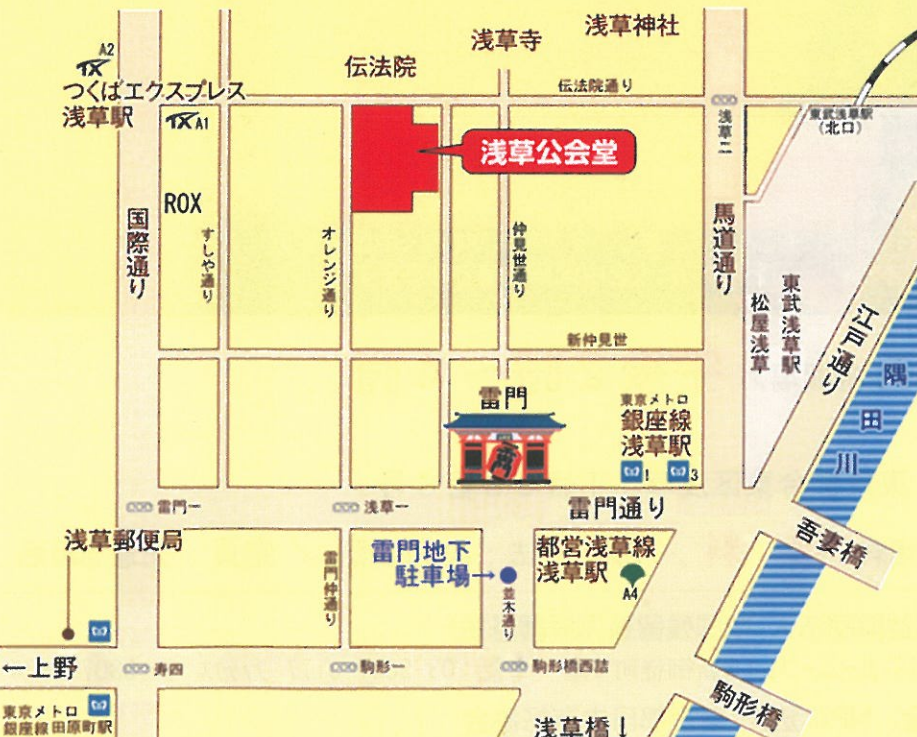 浅草神社
浅草寺
伝法院
A2
TX
つくばエクスプレス
浅草駅
TX A1
伝法院通り
東武浅草駅
(北口)
浅草二
浅草公会堂
ROX
国際通り
すしや通り
オレンジ通り
仲見世通り
馬道通り
東武浅草駅
松屋浅草
江戸通り
隅田川
新仲見世
雷門
東京メトロ
銀座線
浅草駅
1
3
雷門一
浅草一
雷門通り
浅草郵便局
雷門仲通り
雷門地下
駐車場→
並木通り
都営浅草線
浅草駅
A4
吾妻橋
←上野
寿四
駒形一
駒形橋西詰
駒形橋
東京メトロ
銀座線田原町駅
浅草橋↓